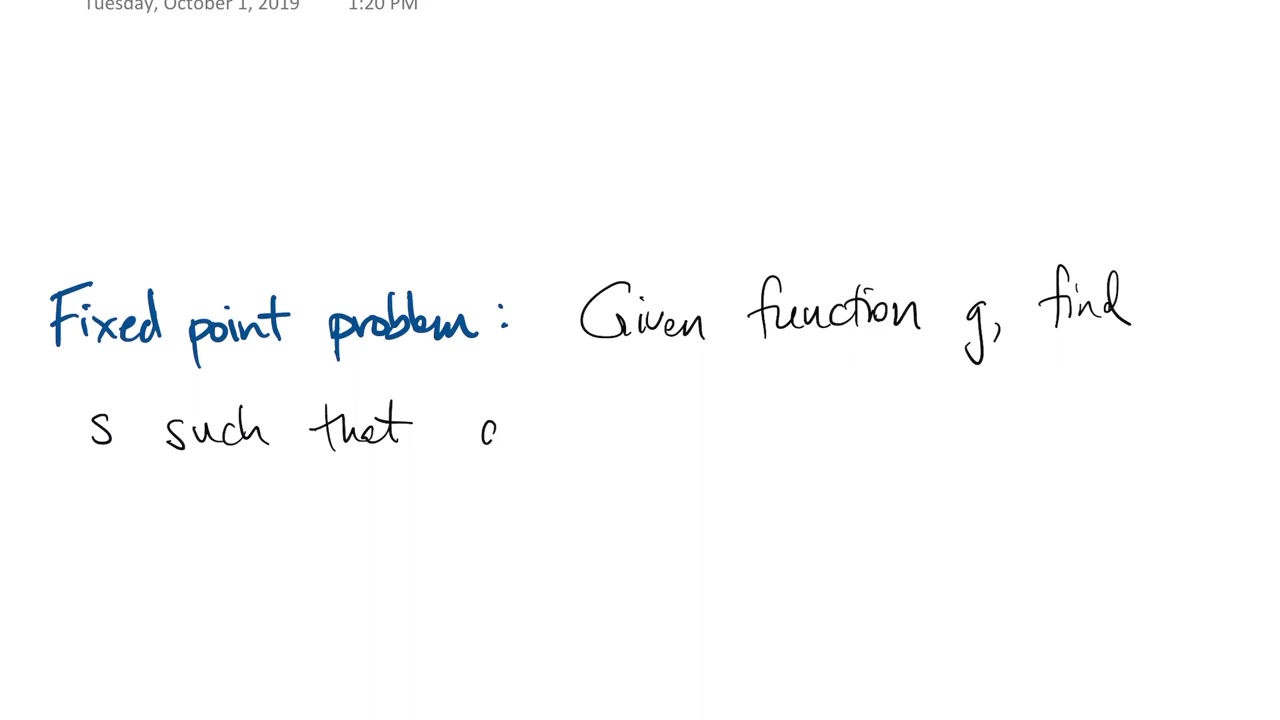 Tuesday, October 1, 2019 1:20 PM
Fixed point problem: Given function g, find
s such that